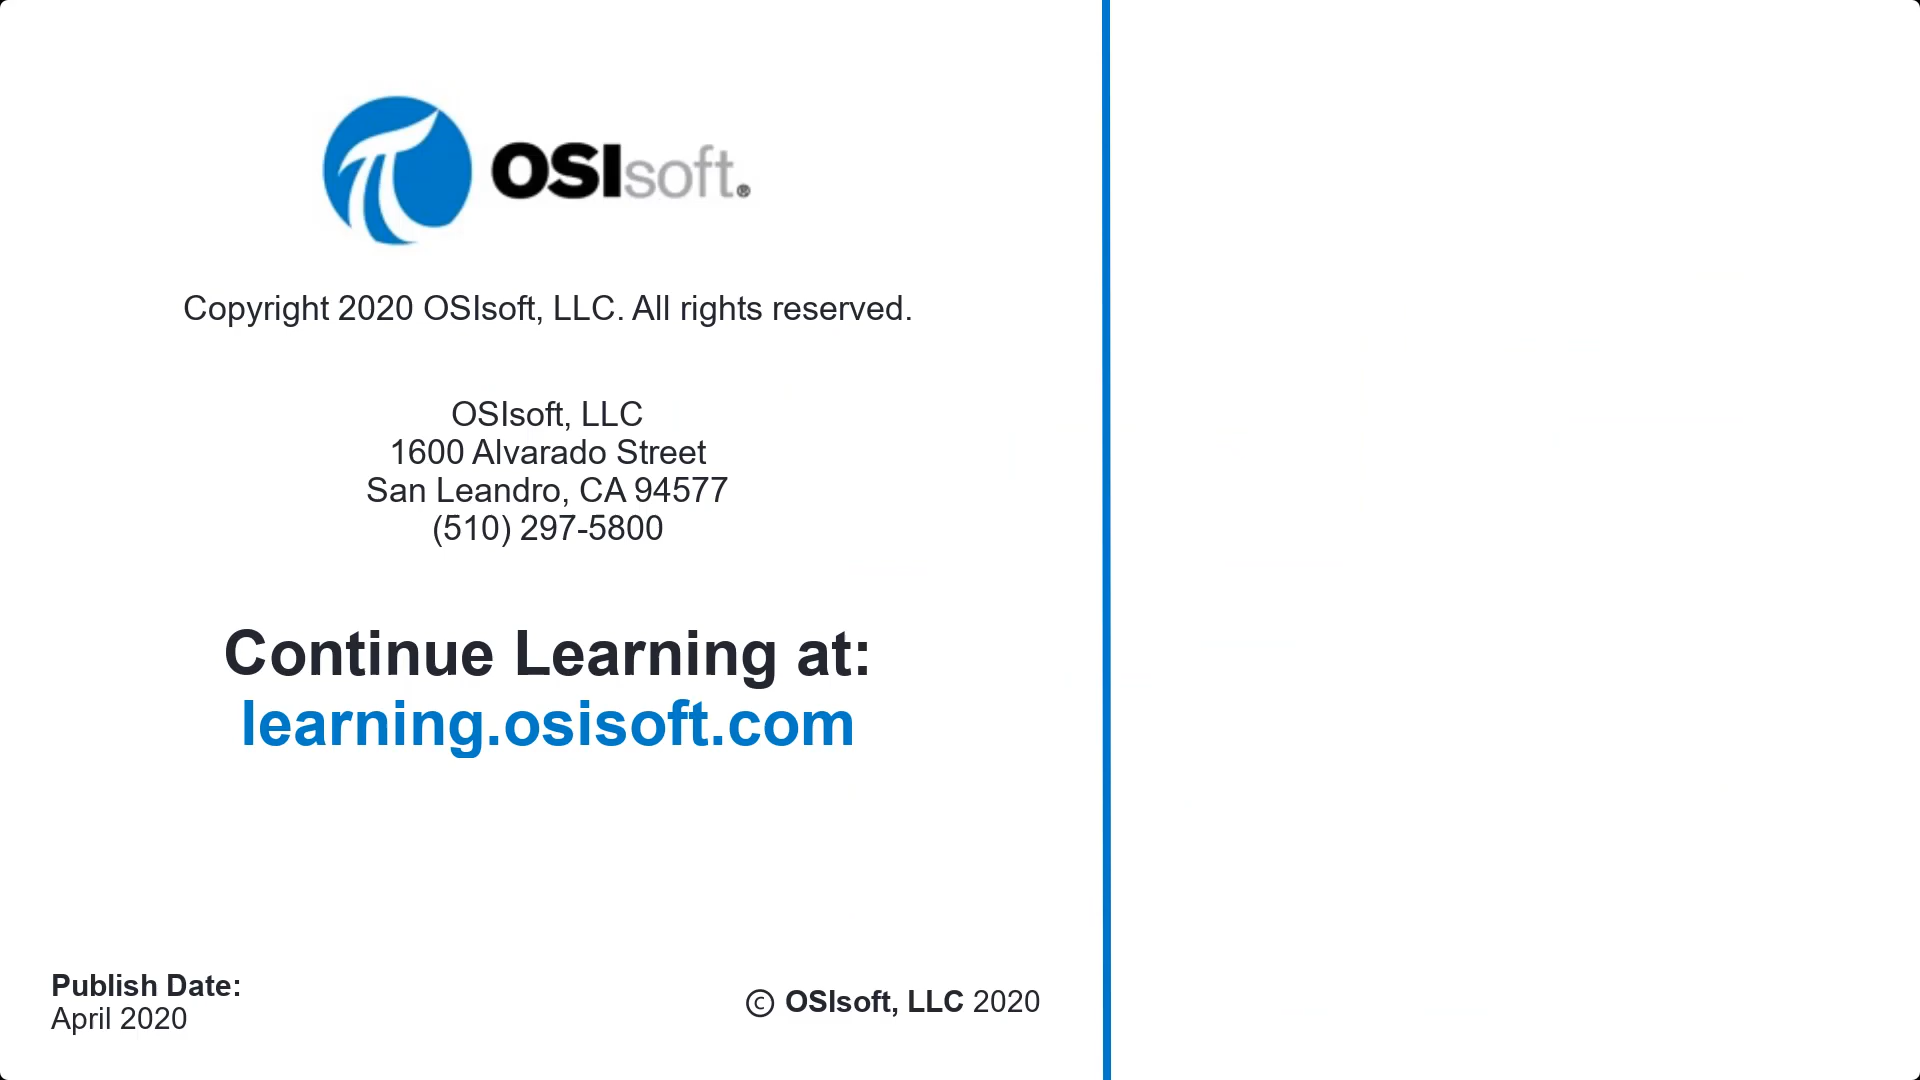 OSIsoft.®
Copyright 2020 OSIsoft, LLC. All rights reserved.
OSIsoft, LLC
1600 Alvarado Street
San Leandro, CA 94577
(510) 297-5800
Continue Learning at:
learning.osisoft.com
Publish Date:
April 2020
© OSIsoft, LLC 2020